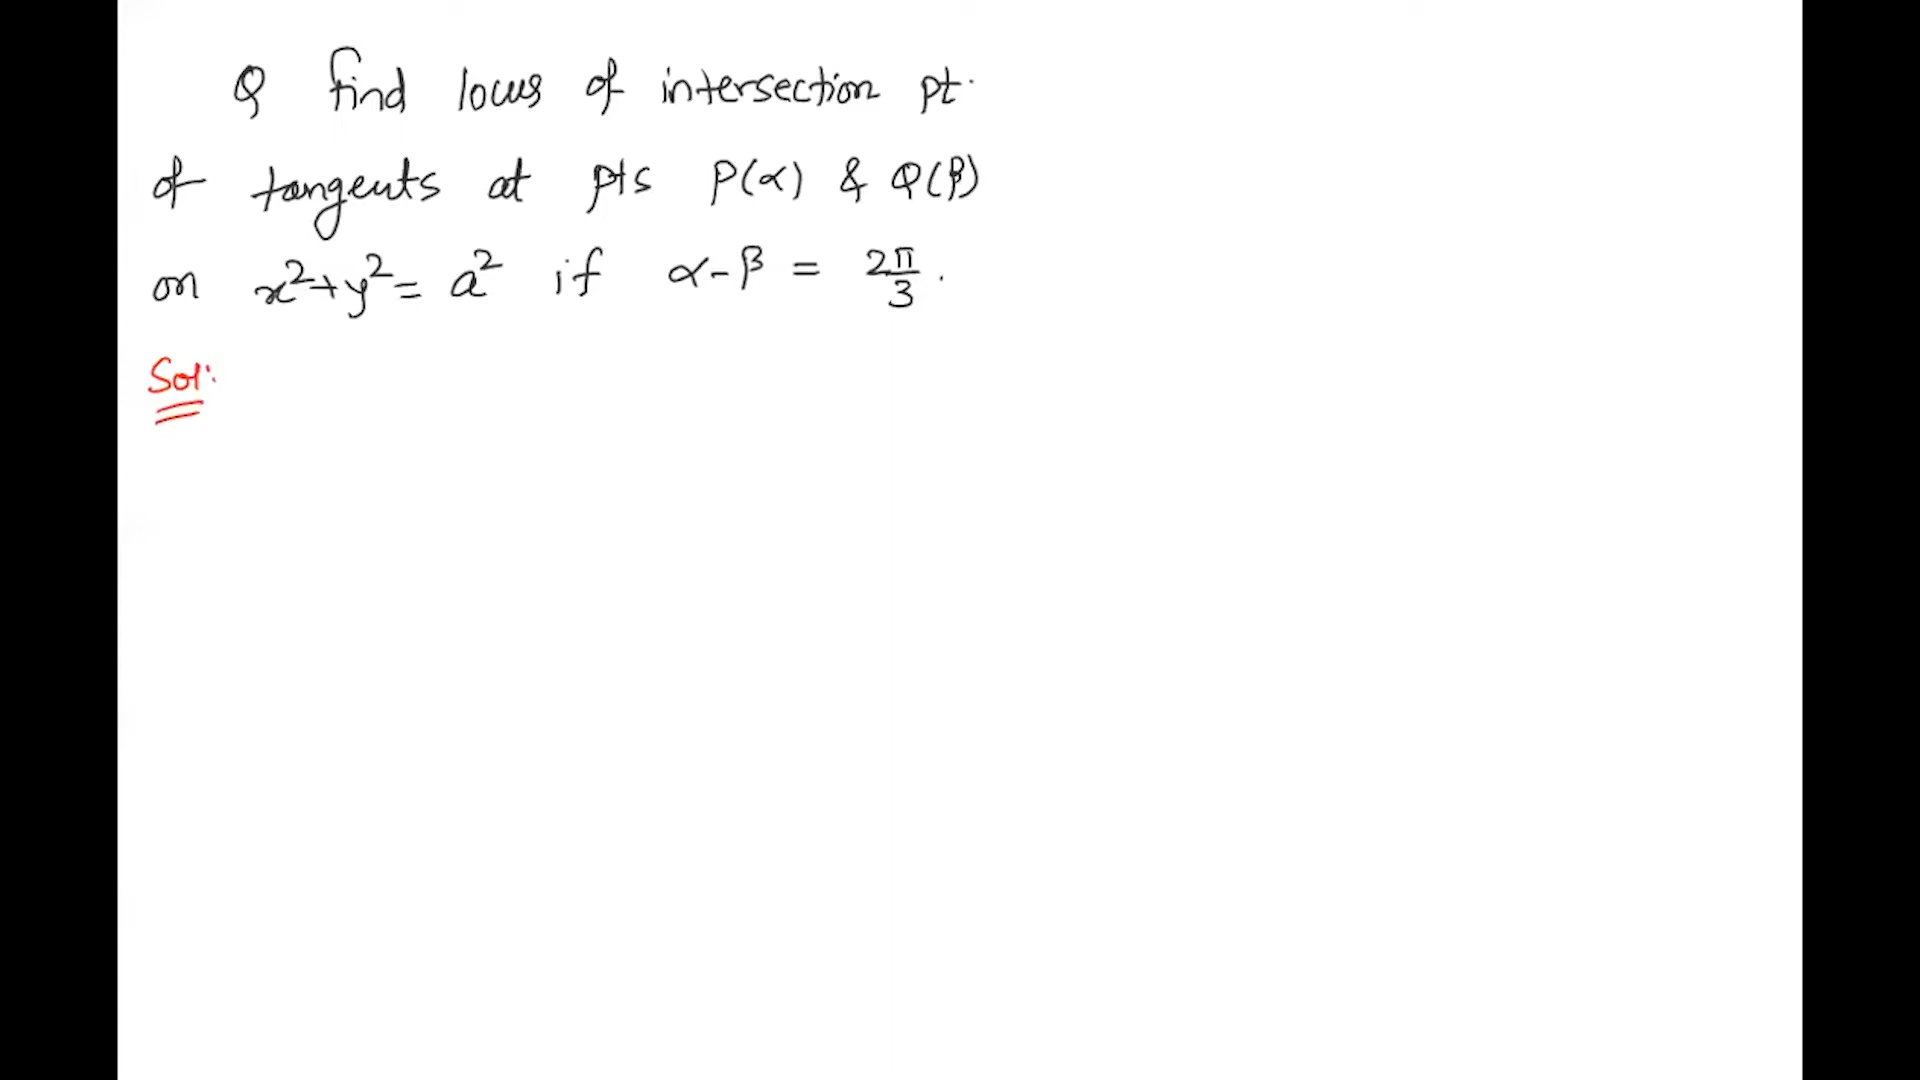 Q find locus of intersection pt.
of tangents at pts P(α) & Q(β)
on x²+y²= a² if α-β = 2π/3.
Sol: